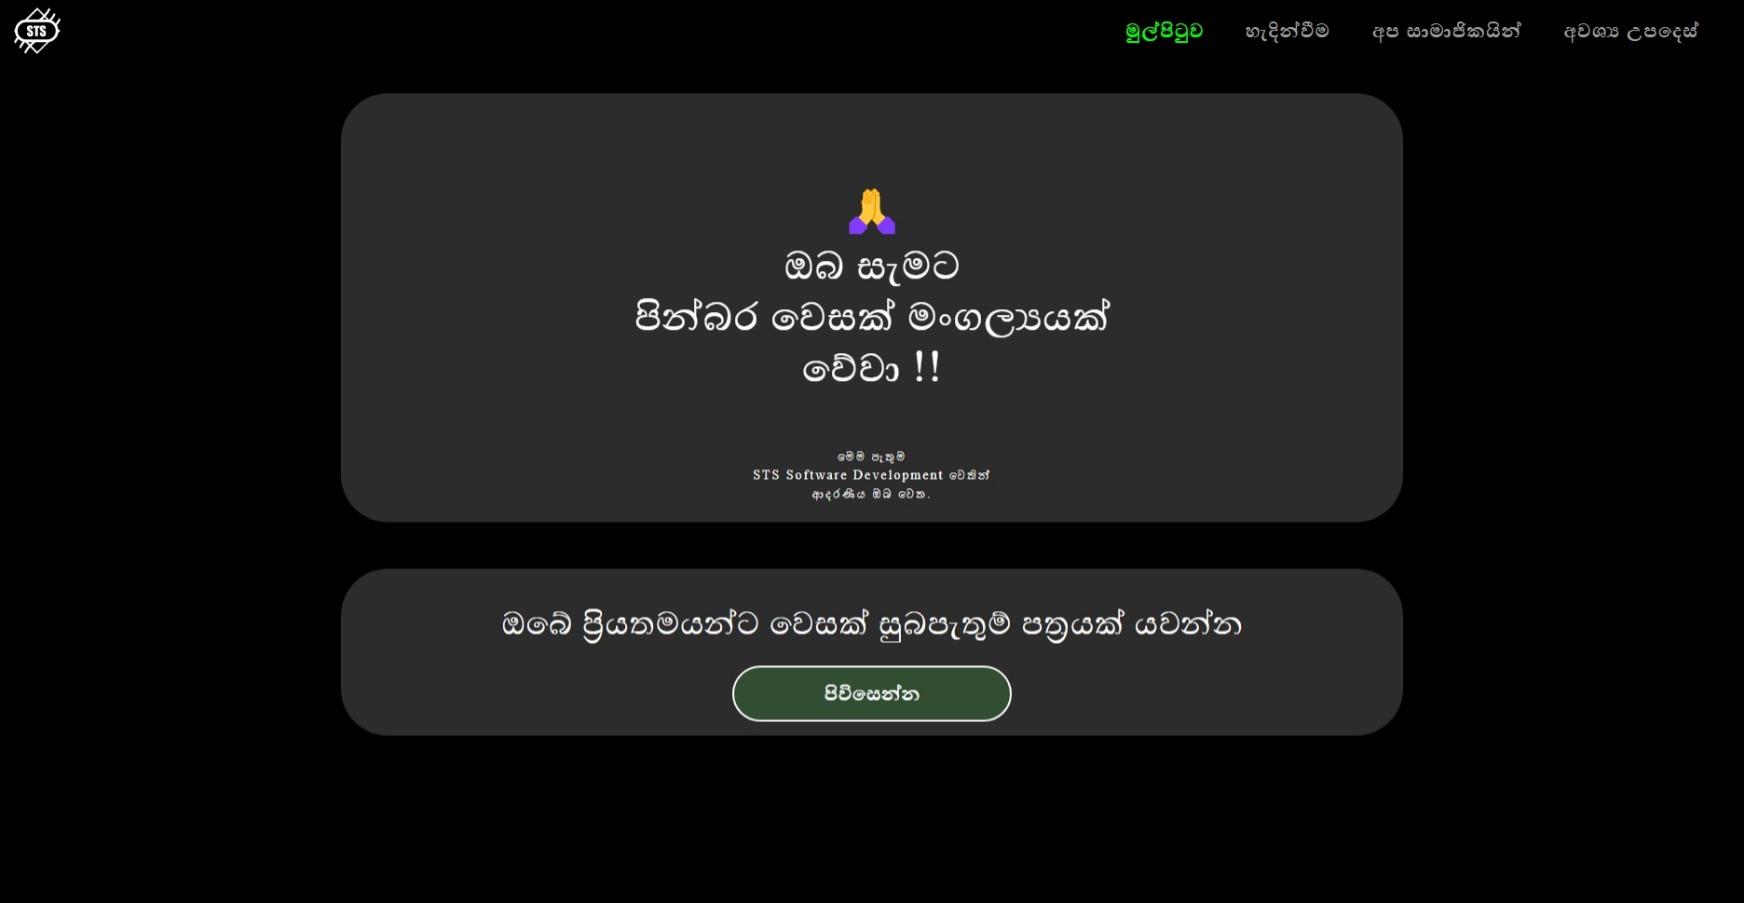 STS
මුල්පිටුව හැදින්වීම අප සාමාජිකයින් අවශ්‍ය උපදෙස්
ඔබ සැමට
පින්බර වෙසක් මංගල්‍යයක්
වේවා !!
මෙම පැතුම
STS Software Development වෙතින්
ආදරණීය ඔබ වෙත.
ඔබේ ප්‍රියතමයන්ට වෙසක් සුබපැතුම් පත්‍රයක් යවන්න
පිවිසෙන්න